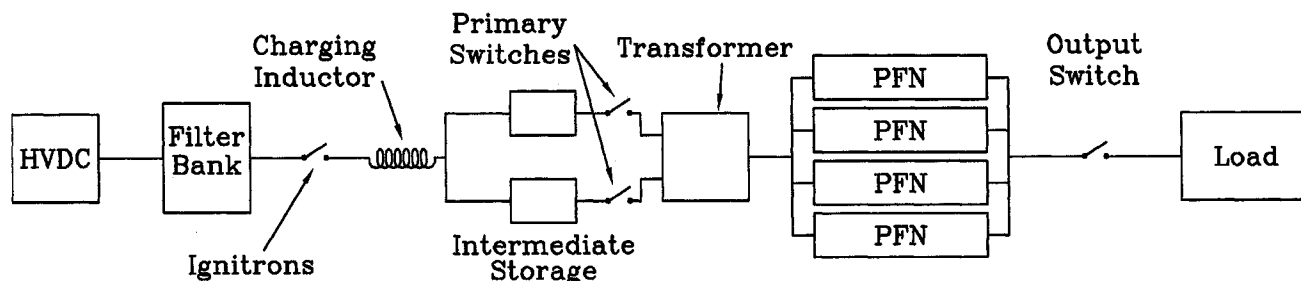 Primary
Switches
Charging
Inductor
Transformer
Output
Switch
HVDC
Filter
Bank
PFN
PFN
PFN
PFN
Load
Ignitrons
Intermediate
Storage